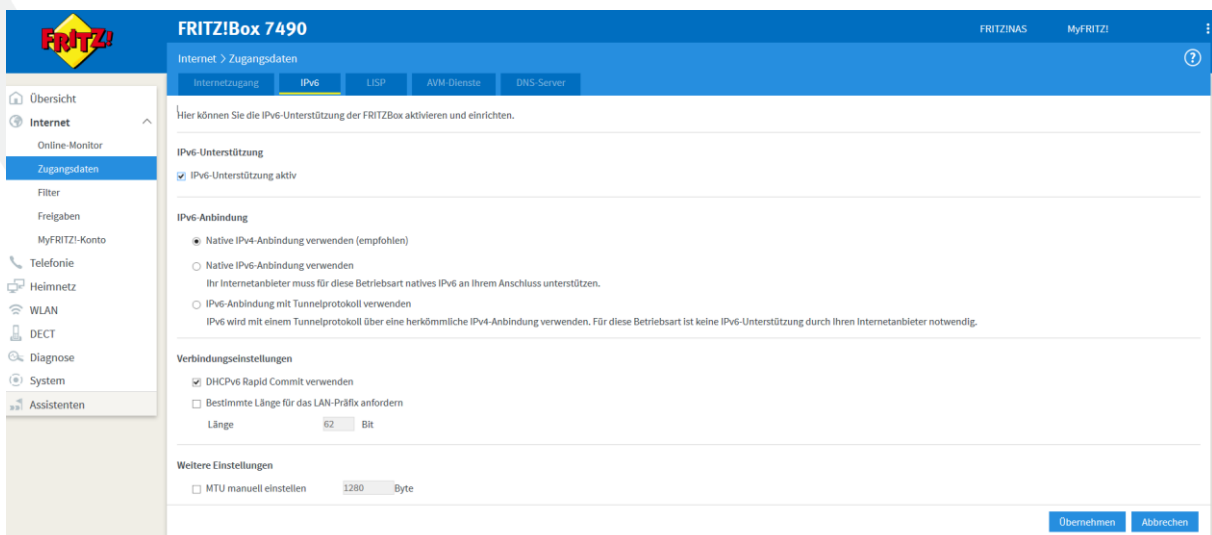 FRITZ!
FRITZ!Box 7490
FRITZ!NAS
MyFRITZ!
Internet > Zugangsdaten
Internetzugang
IPv6
LISP
AVM-Dienste
DNS-Server
Übersicht
Internet
Online-Monitor
Zugangsdaten
Filter
Freigaben
MyFRITZ!-Konto
Telefonie
Heimnetz
WLAN
DECT
Diagnose
System
Assistenten
Hier können Sie die IPv6-Unterstützung der FRITZBox aktivieren und einrichten.
IPv6-Unterstützung
IPv6-Unterstützung aktiv
IPv6-Anbindung
Native IPv4-Anbindung verwenden (empfohlen)
Native IPv6-Anbindung verwenden
Ihr Internetanbieter muss für diese Betriebsart natives IPv6 an Ihrem Anschluss unterstützen.
IPv6-Anbindung mit Tunnelprotokoll verwenden
IPv6 wird mit einem Tunnelprotokoll über eine herkömmliche IPv4-Anbindung verwenden. Für diese Betriebsart ist keine IPv6-Unterstützung durch Ihren Internetanbieter notwendig.
Verbindungseinstellungen
DHCPv6 Rapid Commit verwenden
Bestimmte Länge für das LAN-Präfix anfordern
Länge 62 Bit
Weitere Einstellungen
MTU manuell einstellen 1280 Byte
Übernehmen
Abbrechen